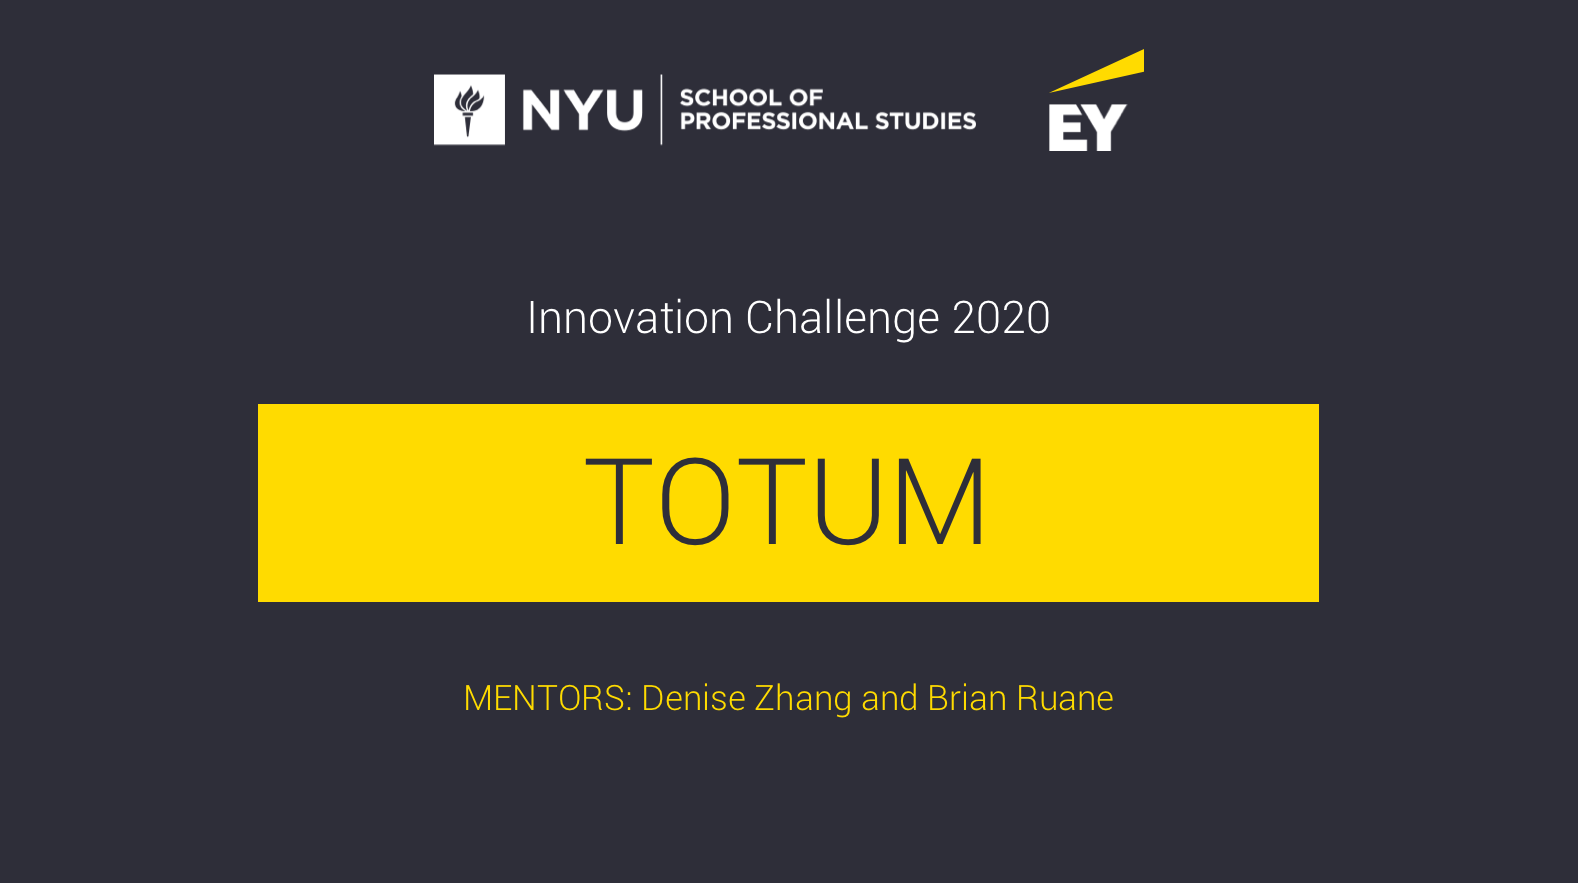 NYU
SCHOOL OF
PROFESSIONAL STUDIES
EY
Innovation Challenge 2020
TOTUM
MENTORS: Denise Zhang and Brian Ruane